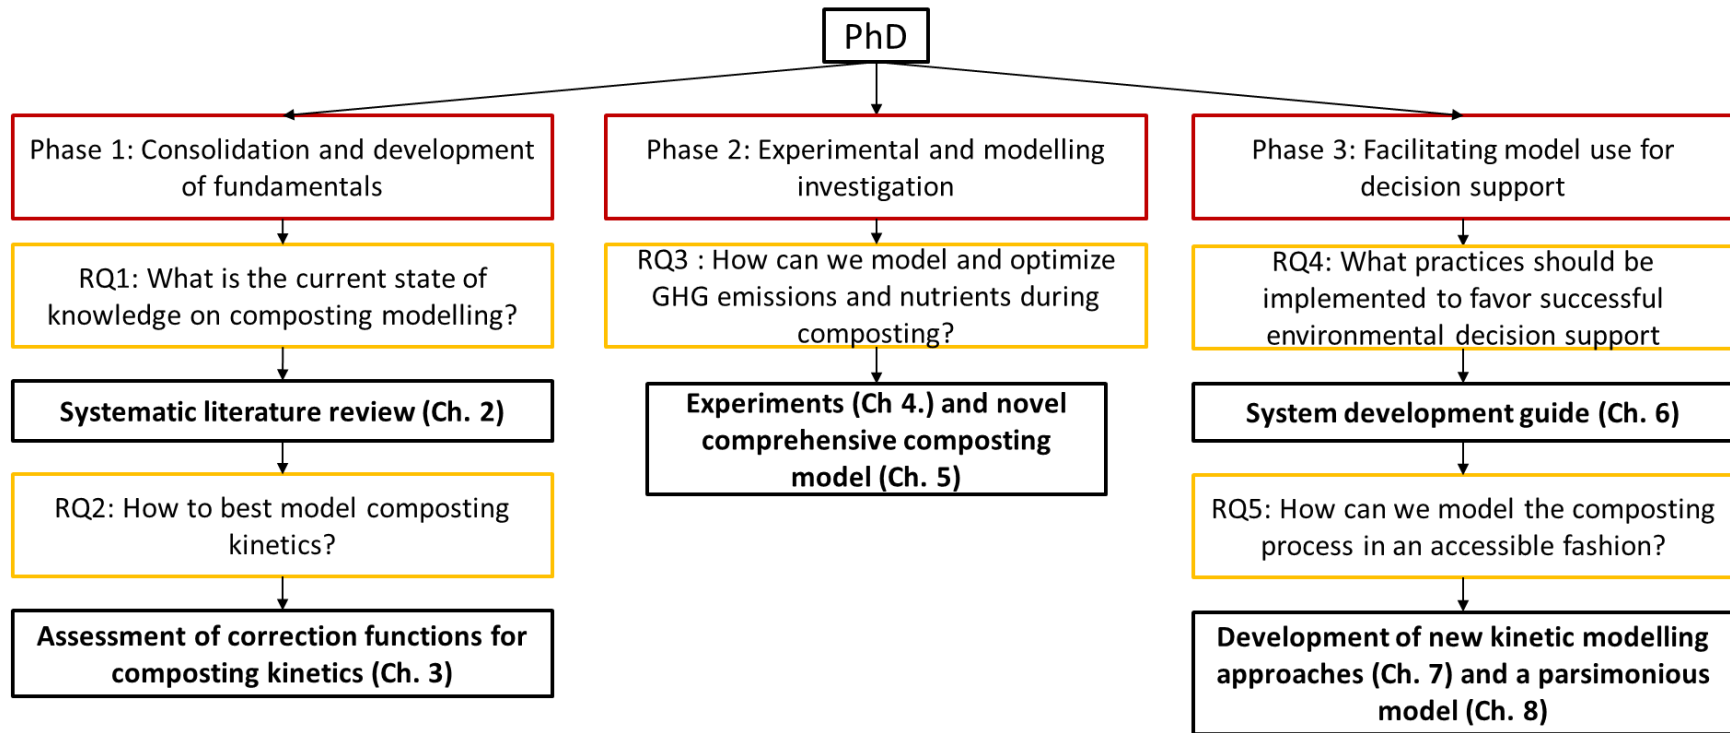 PhD
Phase 1: Consolidation and development
of fundamentals
RQ1: What is the current state of
knowledge on composting modelling?
Systematic literature review (Ch. 2)
RQ2: How to best model composting
kinetics?
Assessment of correction functions for
composting kinetics (Ch. 3)
Phase 2: Experimental and modelling
investigation
RQ3 : How can we model and optimize
GHG emissions and nutrients during
composting?
Experiments (Ch 4.) and novel
comprehensive composting
model (Ch. 5)
Phase 3: Facilitating model use for
decision support
RQ4: What practices should be
implemented to favor successful
environmental decision support
System development guide (Ch. 6)
RQ5: How can we model the composting
process in an accessible fashion?
Development of new kinetic modelling
approaches (Ch. 7) and a parsimonious
model (Ch. 8)